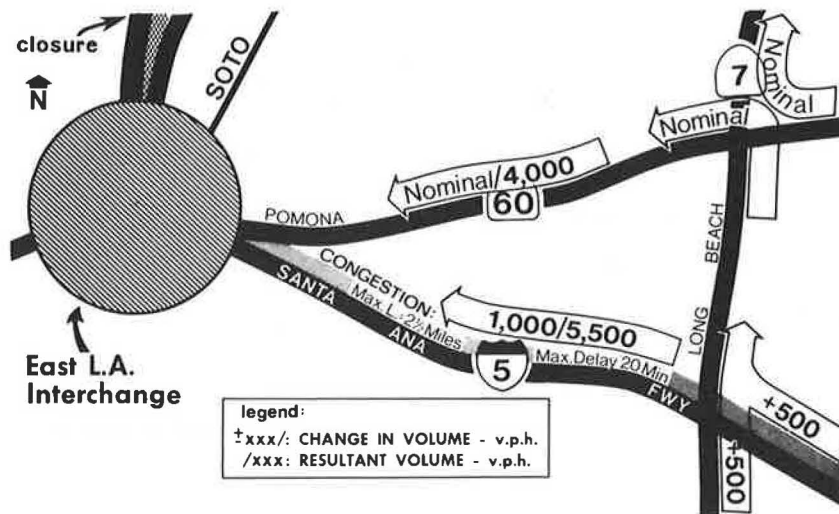 closure
N
SOTO
7
Nominal
Nominal
Nominal/4,000
60
POMONA
BEACH
LONG
CONGESTION:
Max. L.: 2½ Miles
SANTA
ANA
FWY
1,000/5,500
5
Max. Delay 20 Min
+500
+500
East L.A.
Interchange
legend:
±xxx/: CHANGE IN VOLUME - v.p.h.
/xxx: RESULTANT VOLUME - v.p.h.